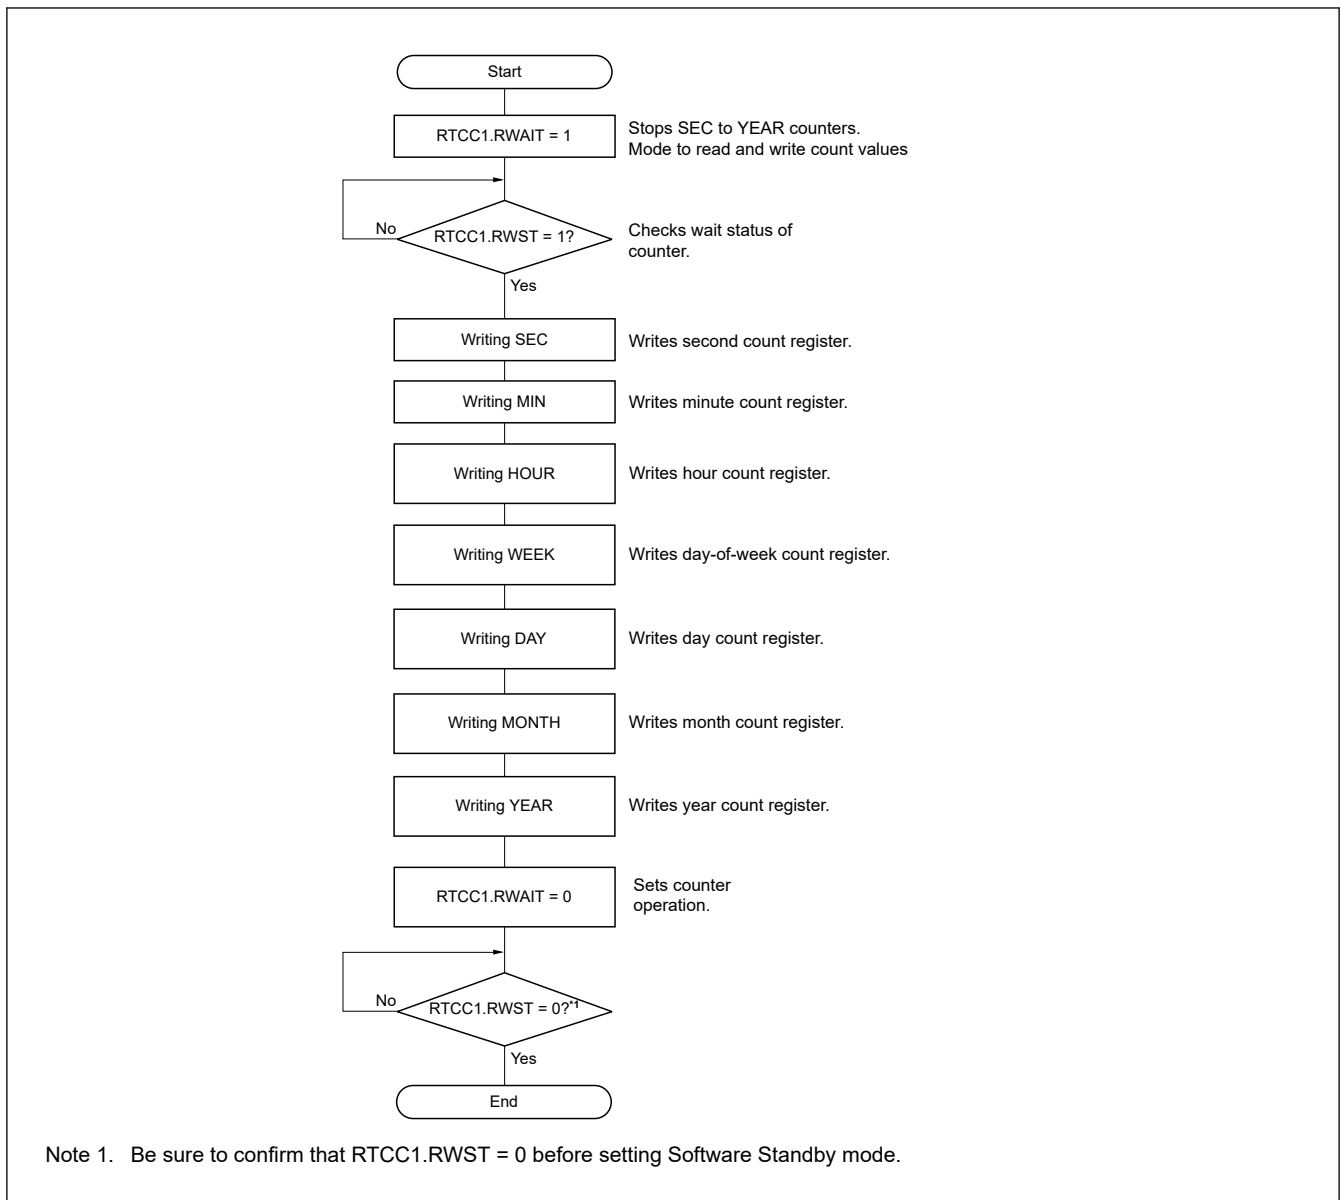 Start
RTCC1.RWAIT = 1
Stops SEC to YEAR counters.
Mode to read and write count values
No
RTCC1.RWST = 1?
Checks wait status of
counter.
Yes
Writing SEC
Writes second count register.
Writing MIN
Writes minute count register.
Writing HOUR
Writes hour count register.
Writing WEEK
Writes day-of-week count register.
Writing DAY
Writes day count register.
Writing MONTH
Writes month count register.
Writing YEAR
Writes year count register.
RTCC1.RWAIT = 0
Sets counter
operation.
No
RTCC1.RWST = 0?*1
Yes
End
Note 1. Be sure to confirm that RTCC1.RWST = 0 before setting Software Standby mode.